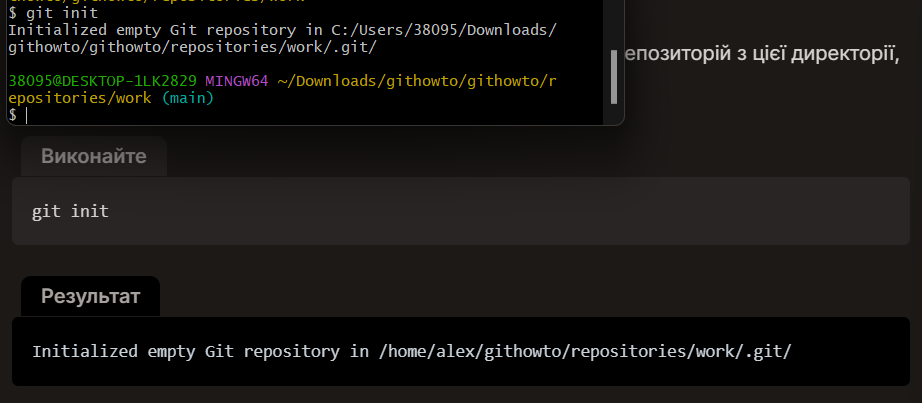 $ git init
Initialized empty Git repository in C:/Users/38095/Downloads/
githowto/githowto/repositories/work/.git/
38095@DESKTOP-1LK2829 MINGW64 ~/Downloads/githowto/githowto/r
epositories/work (main)
$
епозиторій з цієї директорії,
Виконайте
git init
Результат
Initialized empty Git repository in /home/alex/githowto/repositories/work/.git/